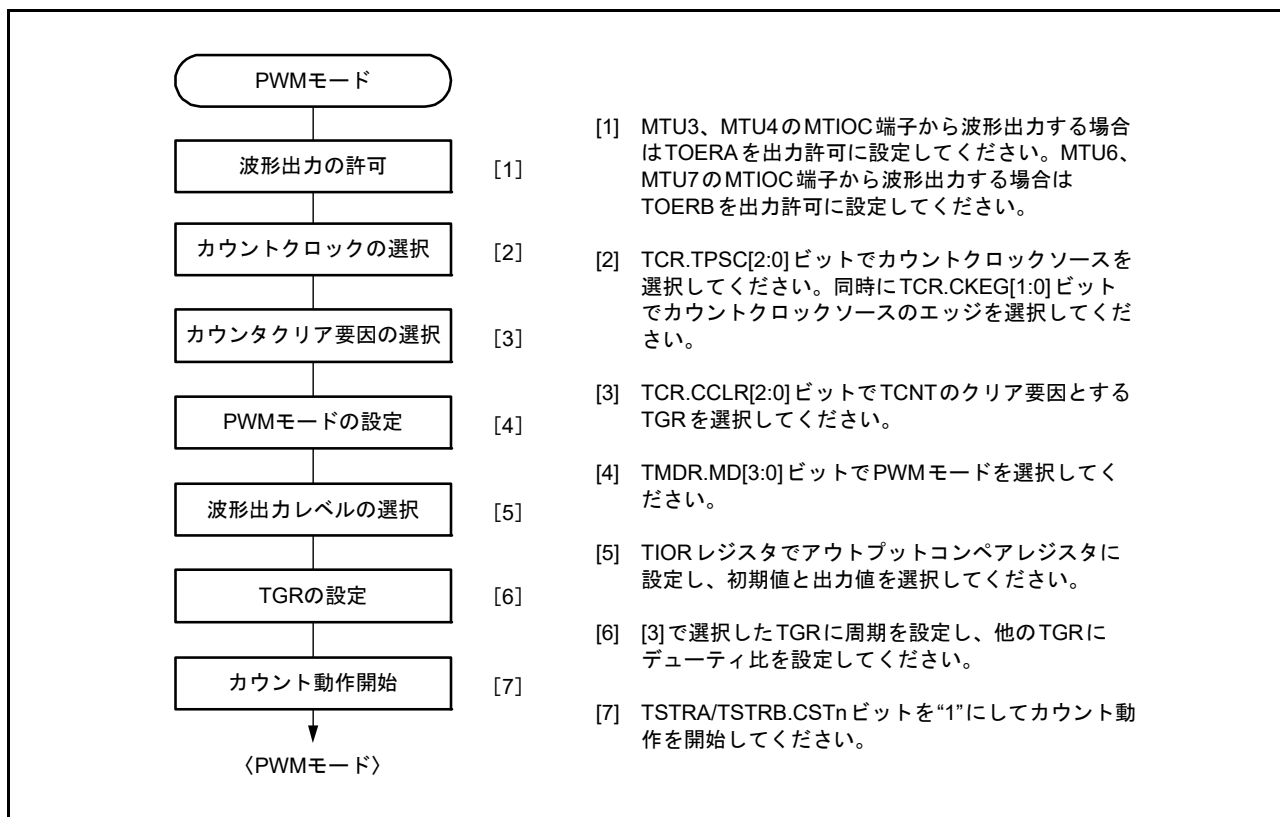 PWMモード
波形出力の許可
[1]
カウントクロックの選択
[2]
カウンタクリア要因の選択
[3]
PWMモードの設定
[4]
波形出力レベルの選択
[5]
TGRの設定
[6]
カウント動作開始
[7]
〈PWMモード〉
[1] MTU3、MTU4のMTIOC端子から波形出力する場合
はTOERAを出力許可に設定してください。MTU6、
MTU7のMTIOC端子から波形出力する場合は
TOERBを出力許可に設定してください。
[2] TCR.TPSC[2:0]ビットでカウントクロックソースを
選択してください。同時にTCR.CKEG[1:0]ビット
でカウントクロックソースのエッジを選択してくだ
さい。
[3] TCR.CCLR[2:0]ビットでTCNTのクリア要因とする
TGRを選択してください。
[4] TMDR.MD[3:0]ビットでPWMモードを選択してく
ださい。
[5] TIORレジスタでアウトプットコンペアレジスタに
設定し、初期値と出力値を選択してください。
[6] [3]で選択したTGRに周期を設定し、他のTGRに
デューティ比を設定してください。
[7] TSTRA/TSTRB.CSTnビットを“1”にしてカウント動
作を開始してください。